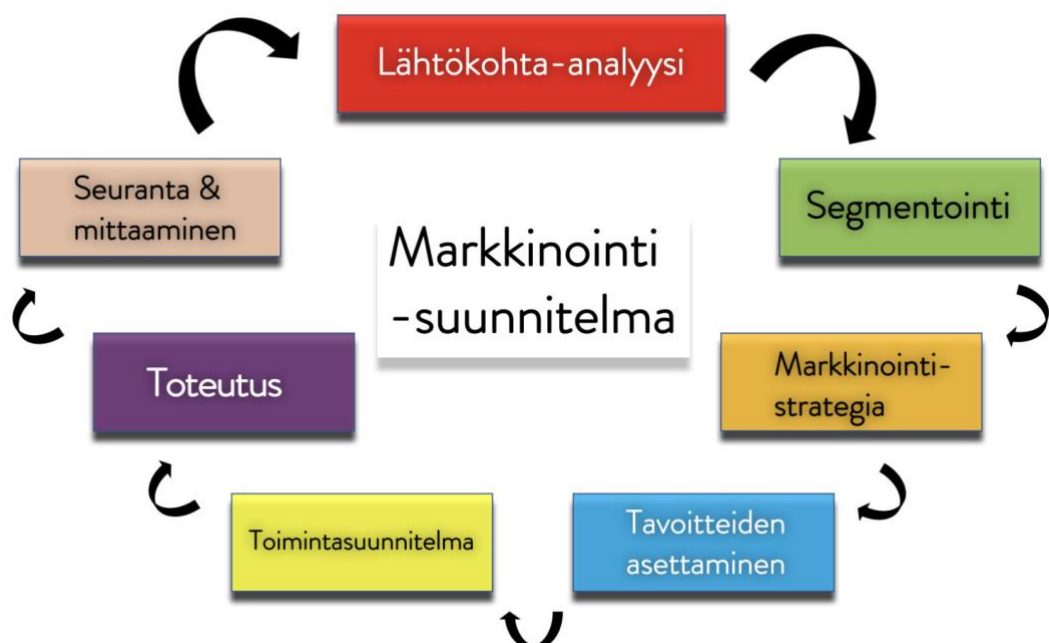 Lähtökohta-analyysi
Segmentointi
Markkinointi-
strategia
Tavoitteiden
asettaminen
Toimintasuunnitelma
Toteutus
Seuranta &
mittaaminen
Markkinointi
-suunnitelma